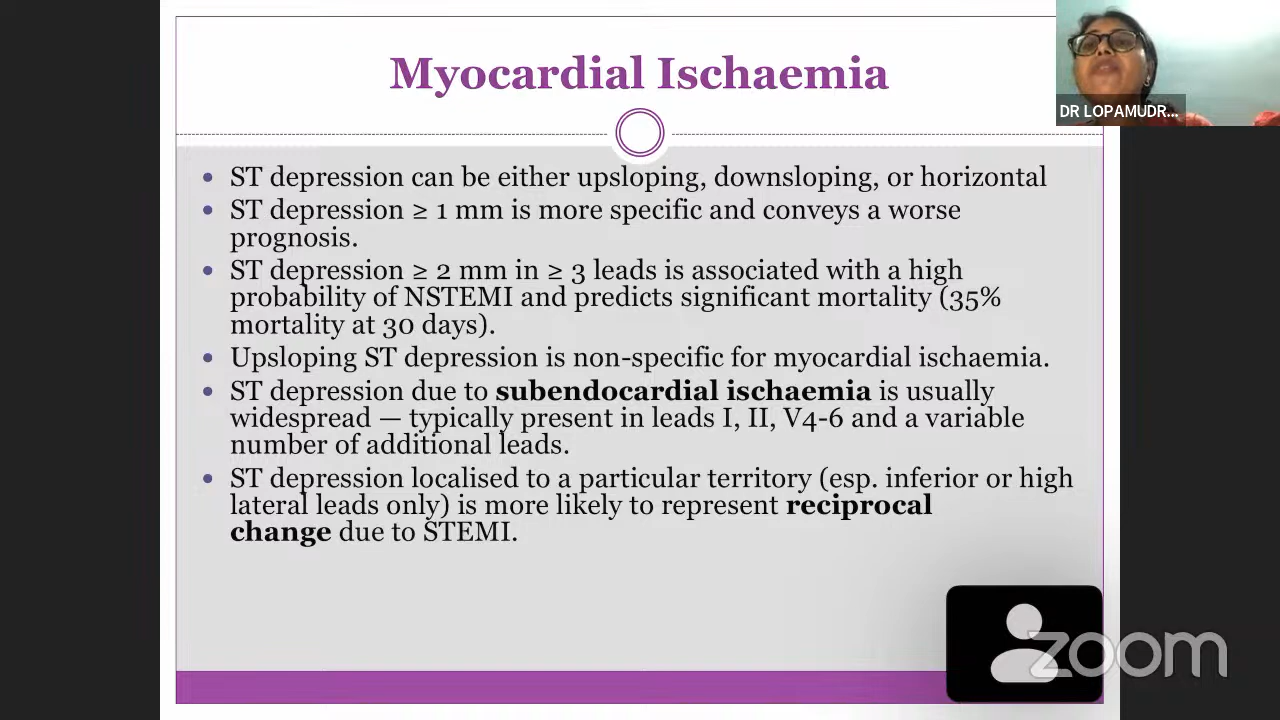 Myocardial Ischaemia
DR LOPAMUDR...
• ST depression can be either upsloping, downsloping, or horizontal
• ST depression ≥ 1 mm is more specific and conveys a worse
prognosis.
• ST depression ≥ 2 mm in ≥ 3 leads is associated with a high
probability of NSTEMI and predicts significant mortality (35%
mortality at 30 days).
• Upsloping ST depression is non-specific for myocardial ischaemia.
• ST depression due to subendocardial ischaemia is usually
widespread — typically present in leads I, II, V4-6 and a variable
number of additional leads.
• ST depression localised to a particular territory (esp. inferior or high
lateral leads only) is more likely to represent reciprocal
change due to STEMI.
zoom